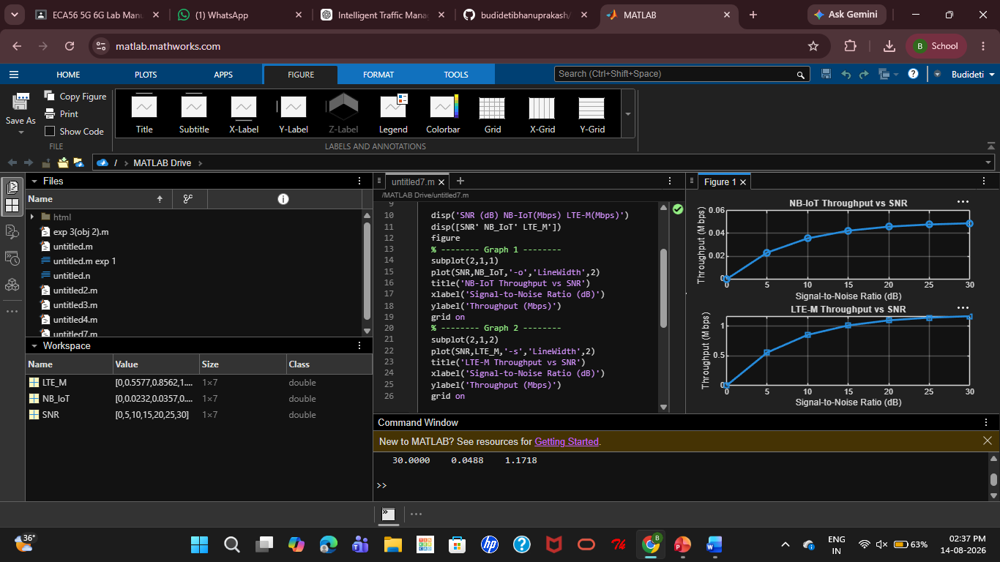 ECA56 5G 6G Lab Manu
(1) WhatsApp
Intelligent Traffic Manag
budidetibhanuprakash/
MATLAB
Ask Gemini
matlab.mathworks.com
B School
HOME PLOTS APPS FIGURE FORMAT TOOLS
Search (Ctrl+Shift+Space)
Budideti
Save As
Copy Figure
Print
Show Code
FILE
Title Subtitle X-Label Y-Label Z-Label Legend Colorbar Grid X-Grid Y-Grid
LABELS AND ANNOTATIONS
/ MATLAB Drive
Files
Name
html
exp 3(obj 2).m
untitled.m
untitled.m exp 1
untitled.n
untitled2.m
untitled3.m
untitled4.m
untitled7.m
Workspace
Name Value Size Class
LTE_M [0,0.5577,0.8562,1.... 1×7 double
NB_IoT [0,0.0232,0.0357,0.... 1×7 double
SNR [0,5,10,15,20,25,30] 1×7 double
untitled7.m
/MATLAB Drive/untitled7.m
9
10 disp('SNR (dB) NB-IoT(Mbps) LTE-M(Mbps)')
11 disp([SNR' NB_IoT' LTE_M'])
12 figure
13 % -------- Graph 1 --------
14 subplot(2,1,1)
15 plot(SNR,NB_IoT,'-o','LineWidth',2)
16 title('NB-IoT Throughput vs SNR')
17 xlabel('Signal-to-Noise Ratio (dB)')
18 ylabel('Throughput (Mbps)')
19 grid on
20 % -------- Graph 2 --------
21 subplot(2,1,2)
22 plot(SNR,LTE_M,'-s','LineWidth',2)
23 title('LTE-M Throughput vs SNR')
24 xlabel('Signal-to-Noise Ratio (dB)')
25 ylabel('Throughput (Mbps)')
26 grid on
Figure 1
NB-IoT Throughput vs SNR
Throughput (Mbps)
0.06
0.04
0.02
0
0 5 10 15 20 25 30
Signal-to-Noise Ratio (dB)
LTE-M Throughput vs SNR
Throughput (Mbps)
1
0.5
0
0 5 10 15 20 25 30
Signal-to-Noise Ratio (dB)
Command Window
New to MATLAB? See resources for Getting Started.
30.0000 0.0488 1.1718
>>
36°
ENG
IN
63%
02:37 PM
14-08-2026